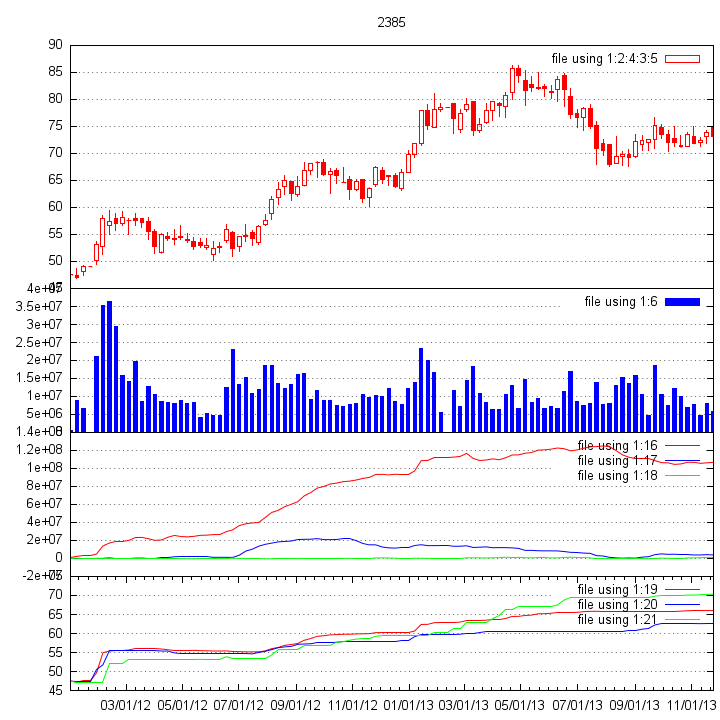 2385
90
file using 1:2:4:3:5
85
80
75
70
65
60
55
50
4e+07
file using 1:6
3.5e+07
3e+07
2.5e+07
2e+07
1.5e+07
1e+07
5e+06
1.4e+08
file using 1:16
1.2e+08
file using 1:17
1e+08
file using 1:18
8e+07
6e+07
4e+07
2e+07
0
-2e+07
file using 1:19
70
file using 1:20
65
file using 1:21
60
55
50
45
03/01/12 05/01/12 07/01/12 09/01/12 11/01/12 01/01/13 03/01/13 05/01/13 07/01/13 09/01/13 11/01/13